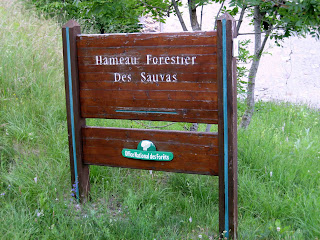 Hameau Forestier
Des Sauvas
Office National des Forêts